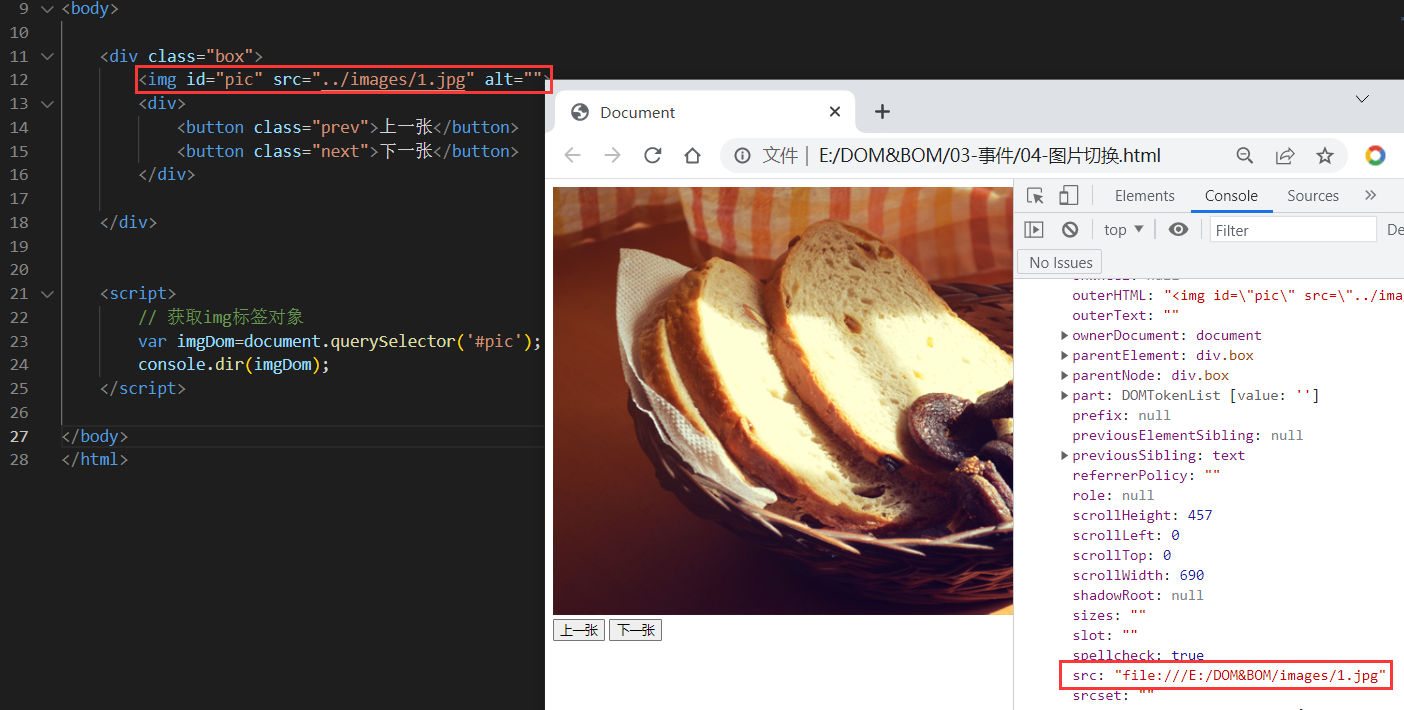 9 <body>
10
11 <div class="box">
12 <img id="pic" src="../images/1.jpg" alt="">
13 <div>
14 <button class="prev">上一张</button>
15 <button class="next">下一张</button>
16 </div>
17
18 </div>
19
20
21 <script>
22 // 获取img标签对象
23 var imgDom=document.querySelector('#pic');
24 console.dir(imgDom);
25 </script>
26
27 </body>
28 </html>
Document
文件 | E:/DOM&BOM/03-事件/04-图片切换.html
上一张 下一张
Elements Console Sources
top Filter De
No Issues
outerHTML: "<img id=\"pic\" src=\"../ima
outerText: ""
ownerDocument: document
parentElement: div.box
parentNode: div.box
part: DOMTokenList [value: '']
prefix: null
previousElementSibling: null
previousSibling: text
referrerPolicy: ""
role: null
scrollHeight: 457
scrollLeft: 0
scrollTop: 0
scrollWidth: 690
shadowRoot: null
sizes: ""
slot: ""
spellcheck: true
src: "file:///E:/DOM&BOM/images/1.jpg"
srcset: ""